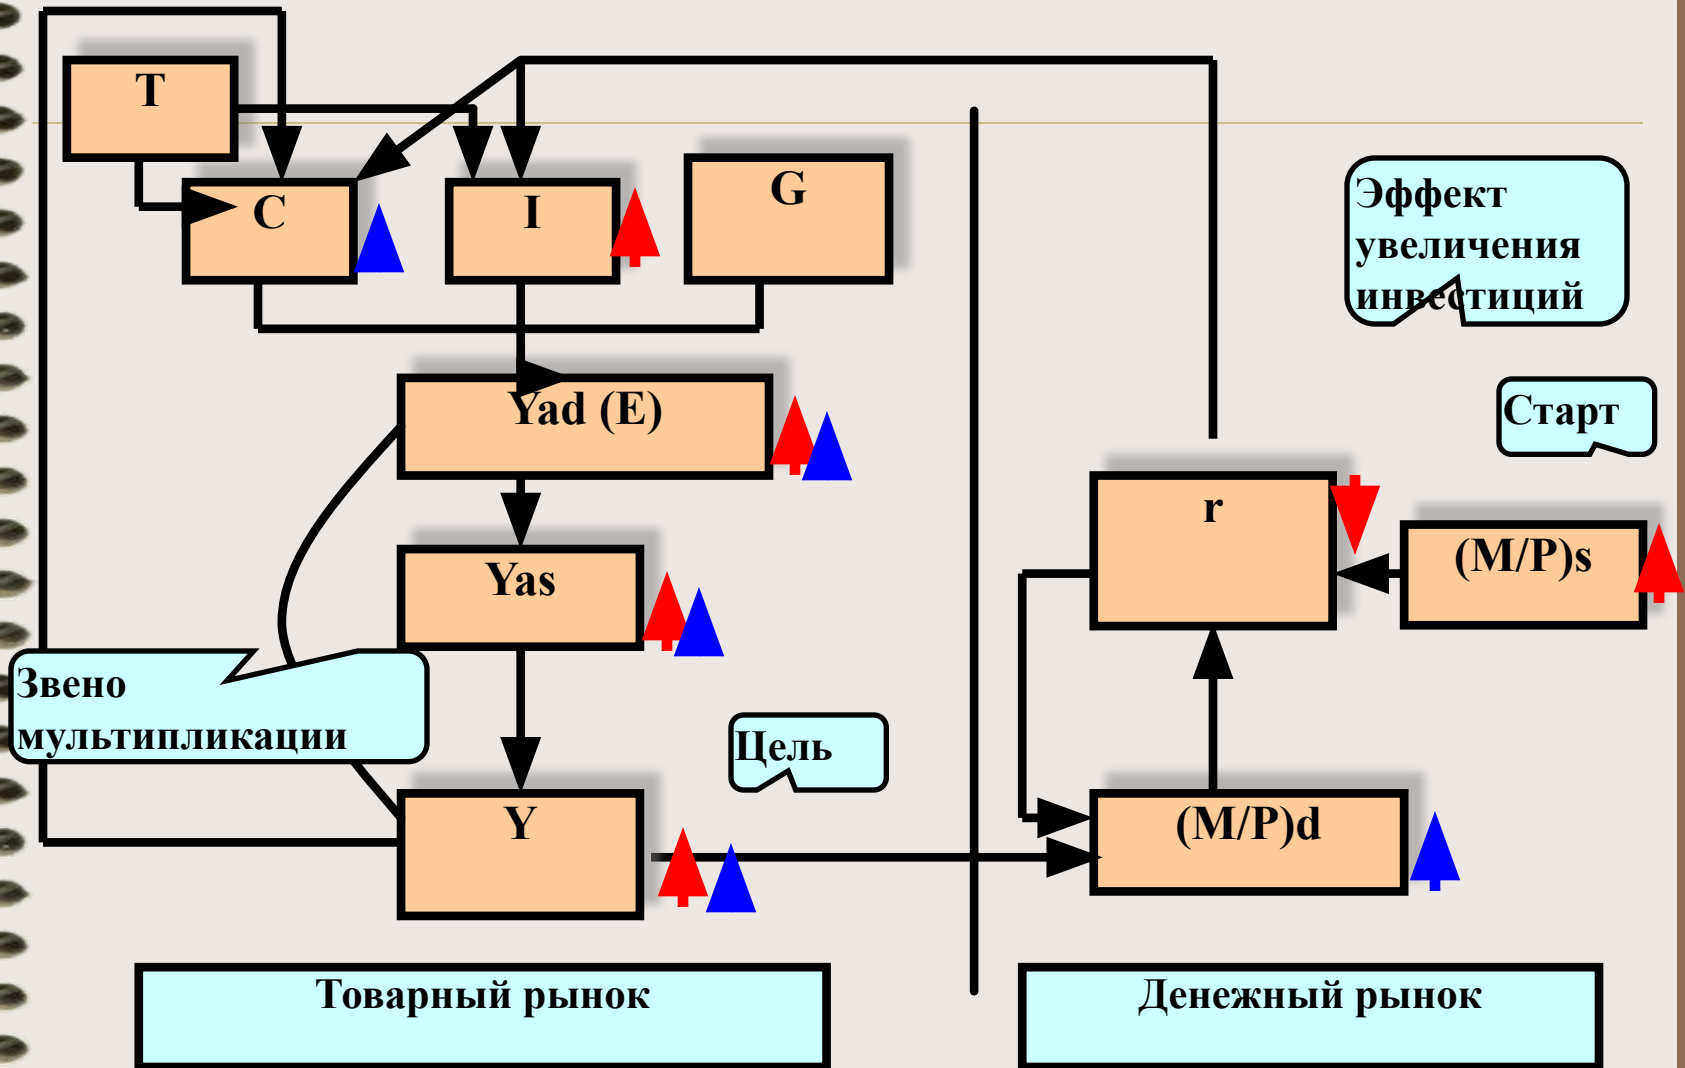 T
C
I
G
Эффект
увеличения
инвестиций
Yad (E)
Старт
r
(M/P)s
Yas
Звено
мультипликации
Цель
Y
(M/P)d
Товарный рынок
Денежный рынок